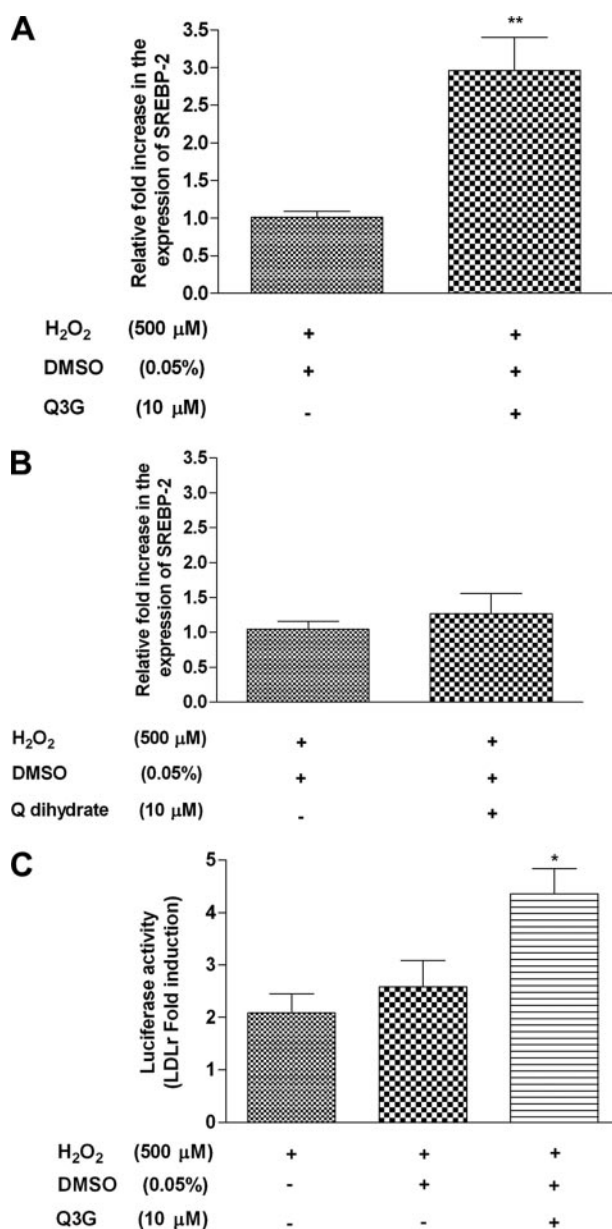 A
Relative fold increase in the
expression of SREBP-2
3.5
3.0
2.5
2.0
1.5
1.0
0.5
0.0
**
H₂O₂ (500 μM) + +
DMSO (0.05%) + +
Q3G (10 μM) - +
B
Relative fold increase in the
expression of SREBP-2
3.5
3.0
2.5
2.0
1.5
1.0
0.5
0.0
H₂O₂ (500 μM) + +
DMSO (0.05%) + +
Q dihydrate (10 μM) - +
C
Luciferase activity
(LDLr Fold induction)
5
4
3
2
1
0
*
H₂O₂ (500 μM) + + +
DMSO (0.05%) - + +
Q3G (10 μM) - - +